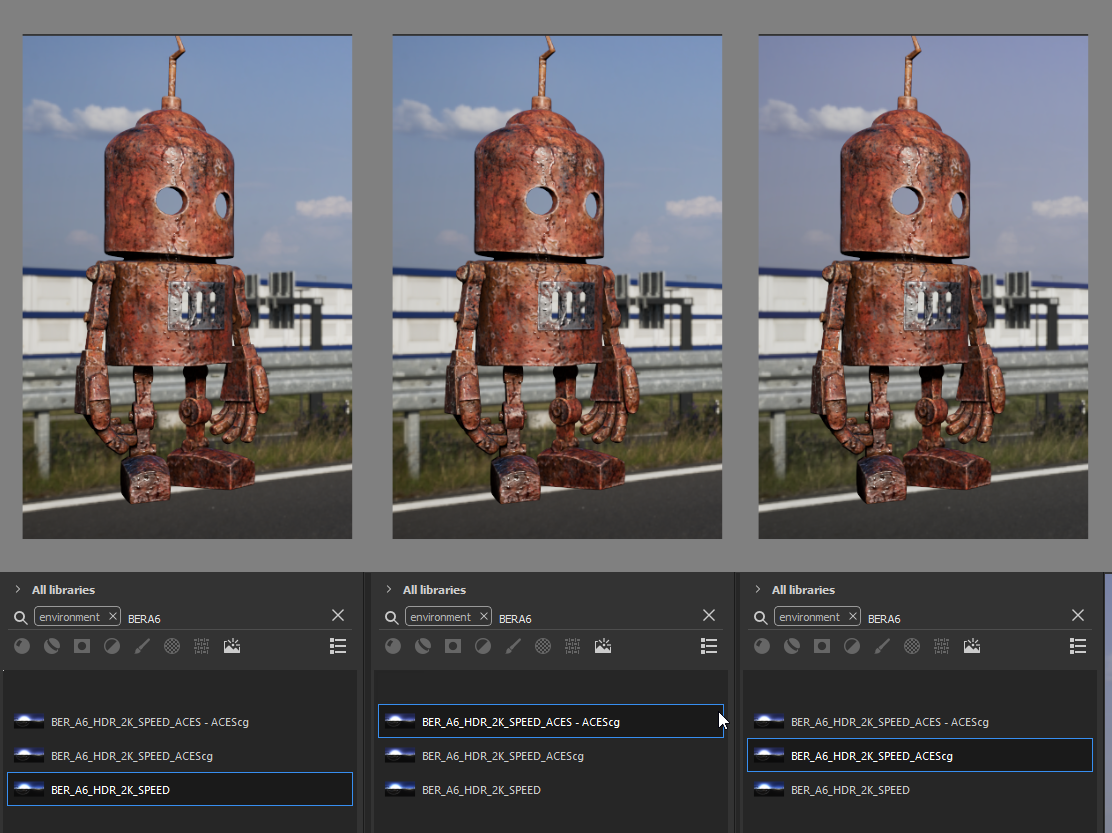 All libraries
environment × BERA6
BER_A6_HDR_2K_SPEED_ACES - ACEScg
BER_A6_HDR_2K_SPEED_ACEScg
BER_A6_HDR_2K_SPEED
All libraries
environment × BERA6
BER_A6_HDR_2K_SPEED_ACES - ACEScg
BER_A6_HDR_2K_SPEED_ACEScg
BER_A6_HDR_2K_SPEED
All libraries
environment × BERA6
BER_A6_HDR_2K_SPEED_ACES - ACEScg
BER_A6_HDR_2K_SPEED_ACEScg
BER_A6_HDR_2K_SPEED